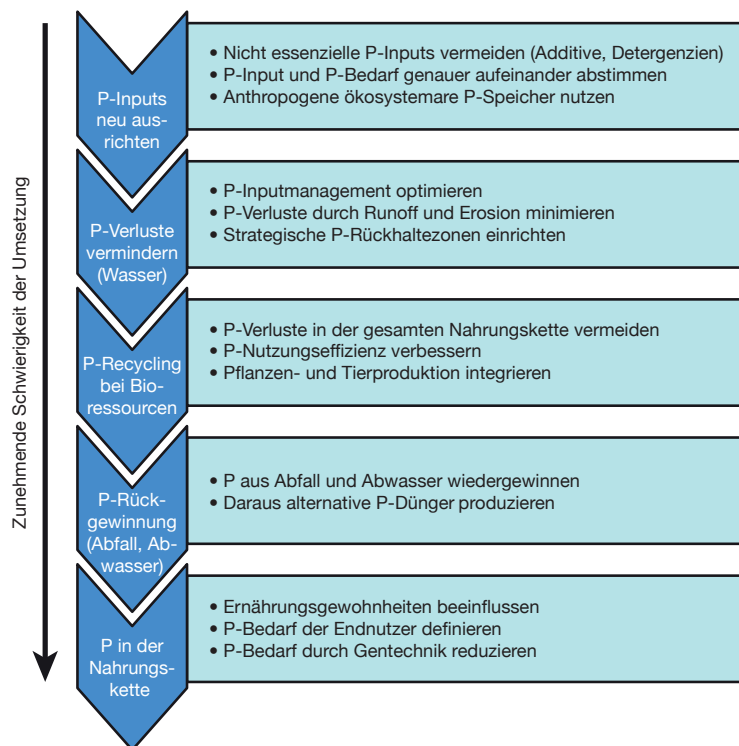 Zunehmende Schwierigkeit der Umsetzung
P-Inputs
neu aus-
richten
• Nicht essenzielle P-Inputs vermeiden (Additive, Detergenzien)
• P-Input und P-Bedarf genauer aufeinander abstimmen
• Anthropogene ökosystemare P-Speicher nutzen
P-Verluste
vermindern
(Wasser)
• P-Inputmanagement optimieren
• P-Verluste durch Runoff und Erosion minimieren
• Strategische P-Rückhaltezonen einrichten
P-Recycling
bei Bio-
ressourcen
• P-Verluste in der gesamten Nahrungskette vermeiden
• P-Nutzungseffizienz verbessern
• Pflanzen- und Tierproduktion integrieren
P-Rück-
gewinnung
(Abfall, Ab-
wasser)
• P aus Abfall und Abwasser wiedergewinnen
• Daraus alternative P-Dünger produzieren
P in der
Nahrungs-
kette
• Ernährungsgewohnheiten beeinflussen
• P-Bedarf der Endnutzer definieren
• P-Bedarf durch Gentechnik reduzieren